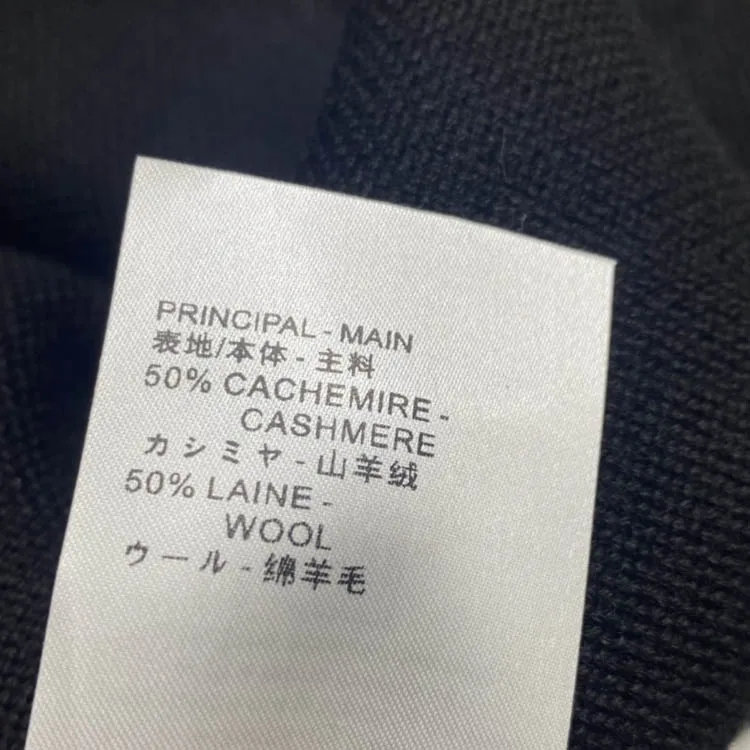 PRINCIPAL - MAIN
表地/本体 - 主料
50% CACHEMIRE -
CASHMERE
カシミヤ - 山羊绒
50% LAINE -
WOOL
ウール - 绵羊毛